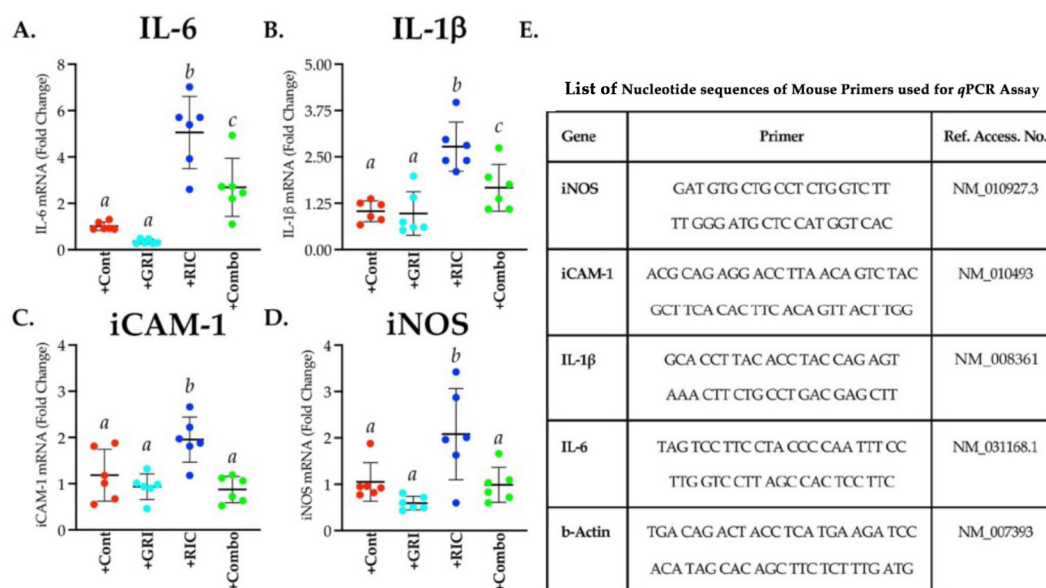 A.
IL-6
IL-6 mRNA (Fold Change)
8
6
4
2
0
a
a
b
c
+Cont
+GRI
+RIC
+Combo
B.
IL-1β
IL-1β mRNA (Fold Change)
5.00
3.75
2.50
1.25
0.00
a
a
b
c
+Cont
+GRI
+RIC
+Combo
C.
iCAM-1
iCAM-1 mRNA (Fold Change)
4
3
2
1
0
a
a
b
a
+Cont
+GRI
+RIC
+Combo
D.
iNOS
iNOS mRNA (Fold Change)
4
3
2
1
0
a
a
b
a
+Cont
+GRI
+RIC
+Combo
E.
List of Nucleotide sequences of Mouse Primers used for qPCR Assay
Gene Primer Ref. Access. No.
iNOS GAT GTG CTG CCT CTG GTC TT NM_010927.3
TT GGG ATG CTC CAT GGT CAC
iCAM-1 ACG CAG AGG ACC TTA ACA GTC TAC NM_010493
GCT TCA CAC TTC ACA GTT ACT TGG
IL-1β GCA CCT TAC ACC TAC CAG AGT NM_008361
AAA CTT CTG CCT GAC GAG CTT
IL-6 TAG TCC TTC CTA CCC CAA TTT CC NM_031168.1
TTG GTC CTT AGC CAC TCC TTC
b-Actin TGA CAG ACT ACC TCA TGA AGA TCC NM_007393
ACA TAG CAC AGC TTC TCT TTG ATG